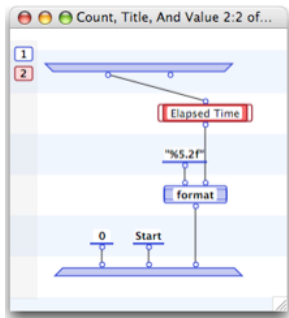 Count, Title, And Value 2:2 of...
1
2
Elapsed Time
"%5.2f"
format
0 Start